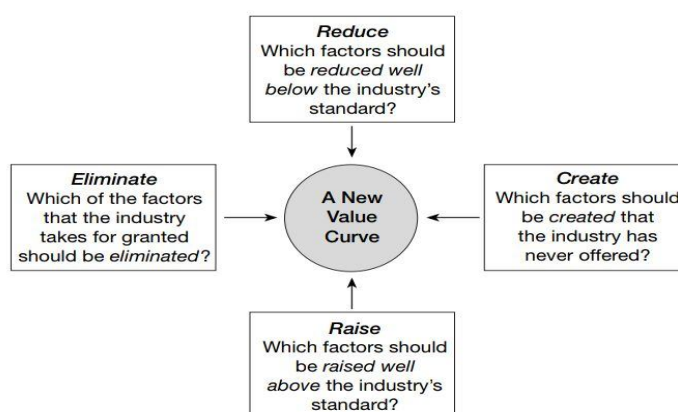 Reduce
Which factors should
be reduced well
below the industry's
standard?
Eliminate
Which of the factors
that the industry
takes for granted
should be eliminated?
A New
Value
Curve
Create
Which factors should
be created that
the industry has
never offered?
Raise
Which factors should
be raised well
above the industry's
standard?